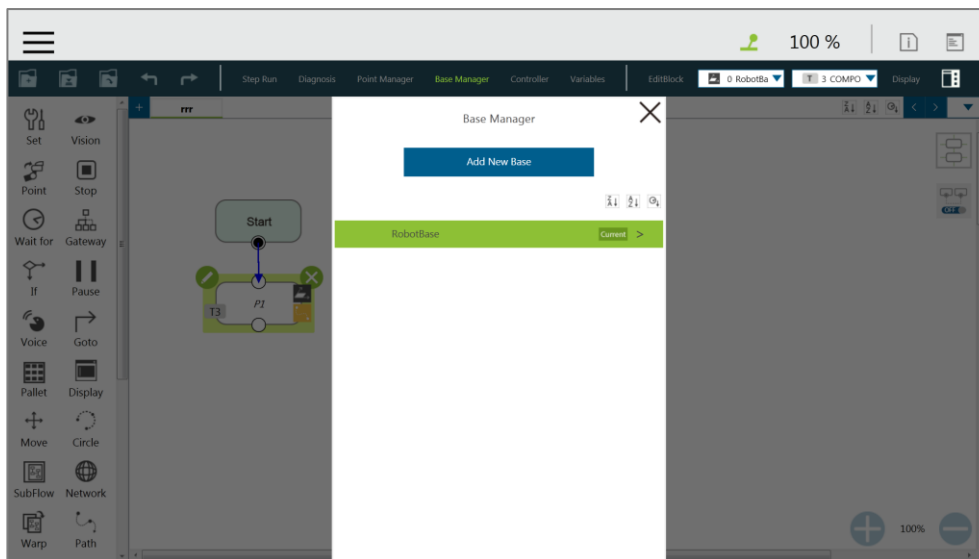 100 %
Step Run Diagnosis Point Manager Base Manager Controller Variables EditBlock 0 RobotBa T 3 COMPO Display
+ rrr
Set Vision
Point Stop
Wait for Gateway
If Pause
Voice Goto
Pallet Display
Move Circle
SubFlow Network
Warp Path
Start
P1
T3
Base Manager
Add New Base
RobotBase Current >
OFF
100%